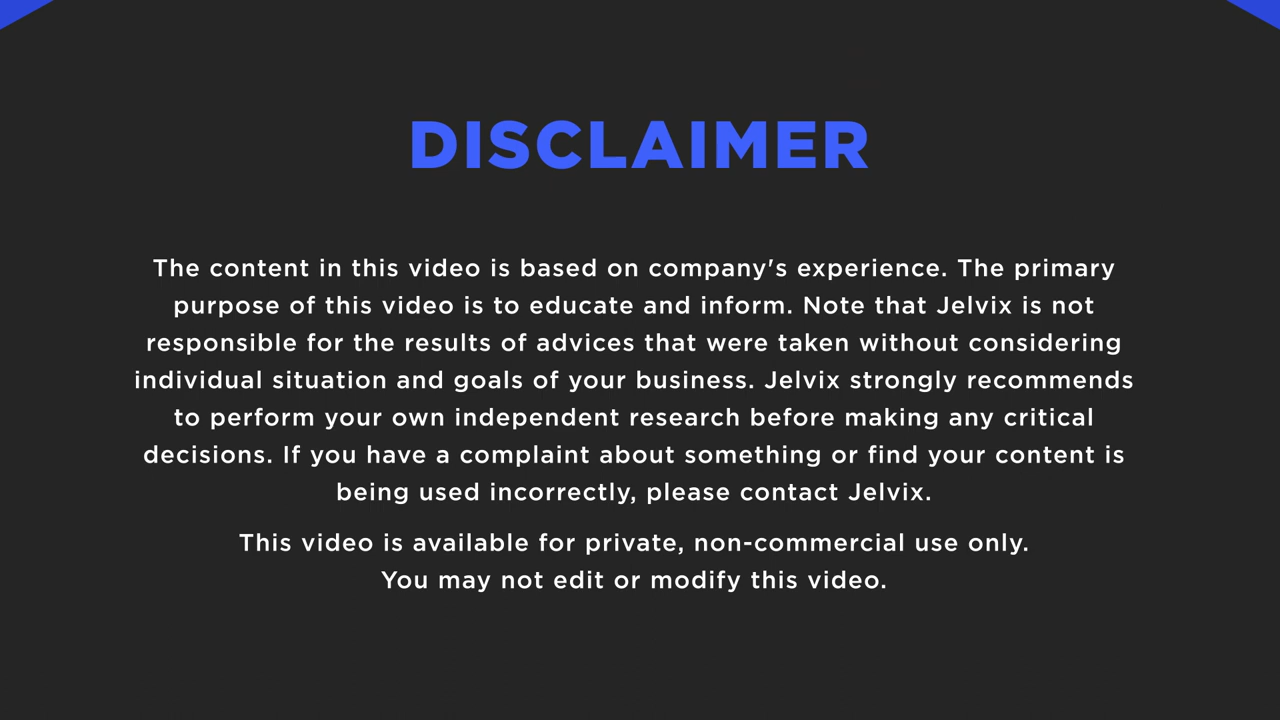 DISCLAIMER
The content in this video is based on company's experience. The primary
purpose of this video is to educate and inform. Note that Jelvix is not
responsible for the results of advices that were taken without considering
individual situation and goals of your business. Jelvix strongly recommends
to perform your own independent research before making any critical
decisions. If you have a complaint about something or find your content is
being used incorrectly, please contact Jelvix.
This video is available for private, non-commercial use only.
You may not edit or modify this video.